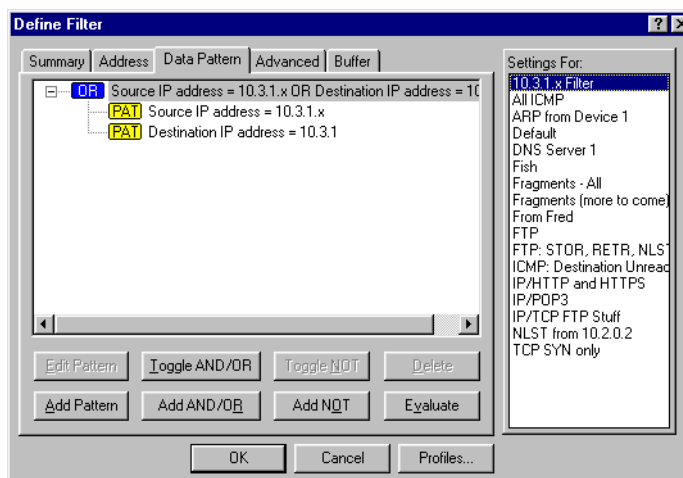 Define Filter
Summary Address Data Pattern Advanced Buffer
OR Source IP address = 10.3.1.x OR Destination IP address = 10
PAT Source IP address = 10.3.1.x
PAT Destination IP address = 10.3.1
Edit Pattern Toggle AND/OR Toggle NOT Delete
Add Pattern Add AND/OR Add NOT Evaluate
Settings For:
10.3.1.x Filter
All ICMP
ARP from Device 1
Default
DNS Server 1
Fish
Fragments - All
Fragments (more to come)
From Fred
FTP
FTP: STOR, RETR, NLST
ICMP: Destination Unreac
IP/HTTP and HTTPS
IP/POP3
IP/TCP FTP Stuff
NLST from 10.2.0.2
TCP SYN only
OK Cancel Profiles...